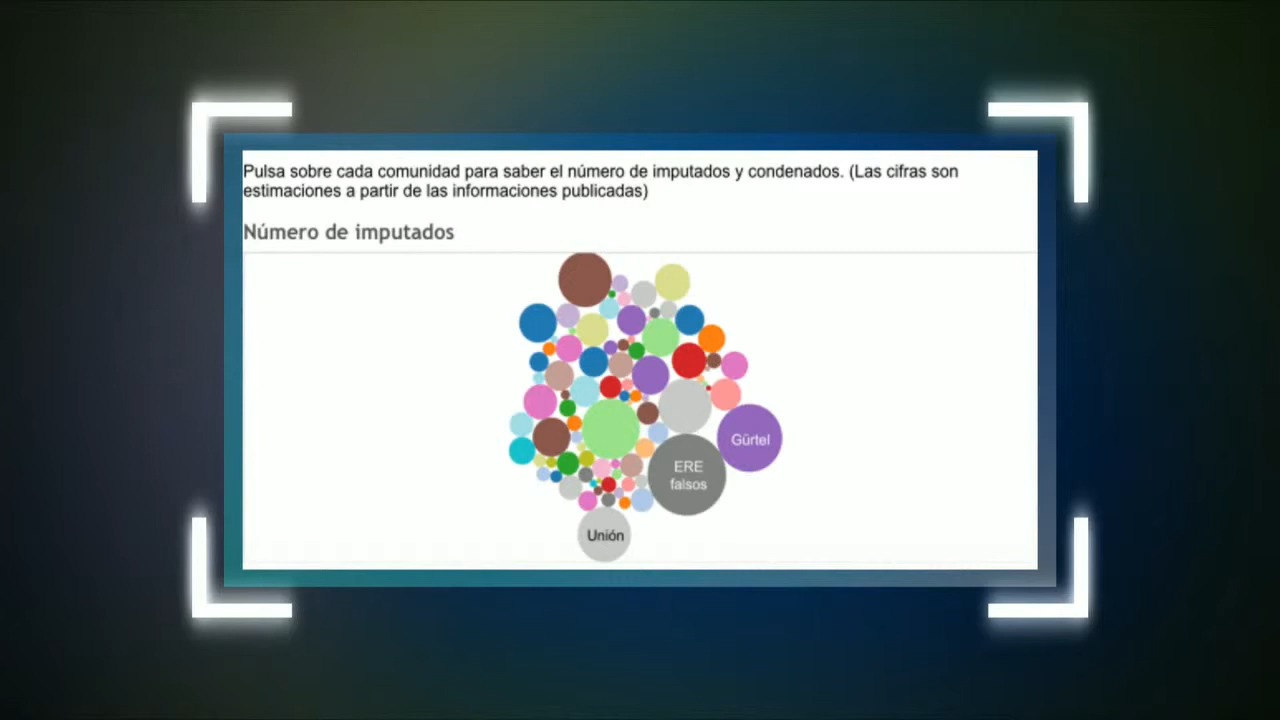 Pulsa sobre cada comunidad para saber el número de imputados y condenados. (Las cifras son
estimaciones a partir de las informaciones publicadas)
Número de imputados
Gürtel
ERE
falsos
Unión